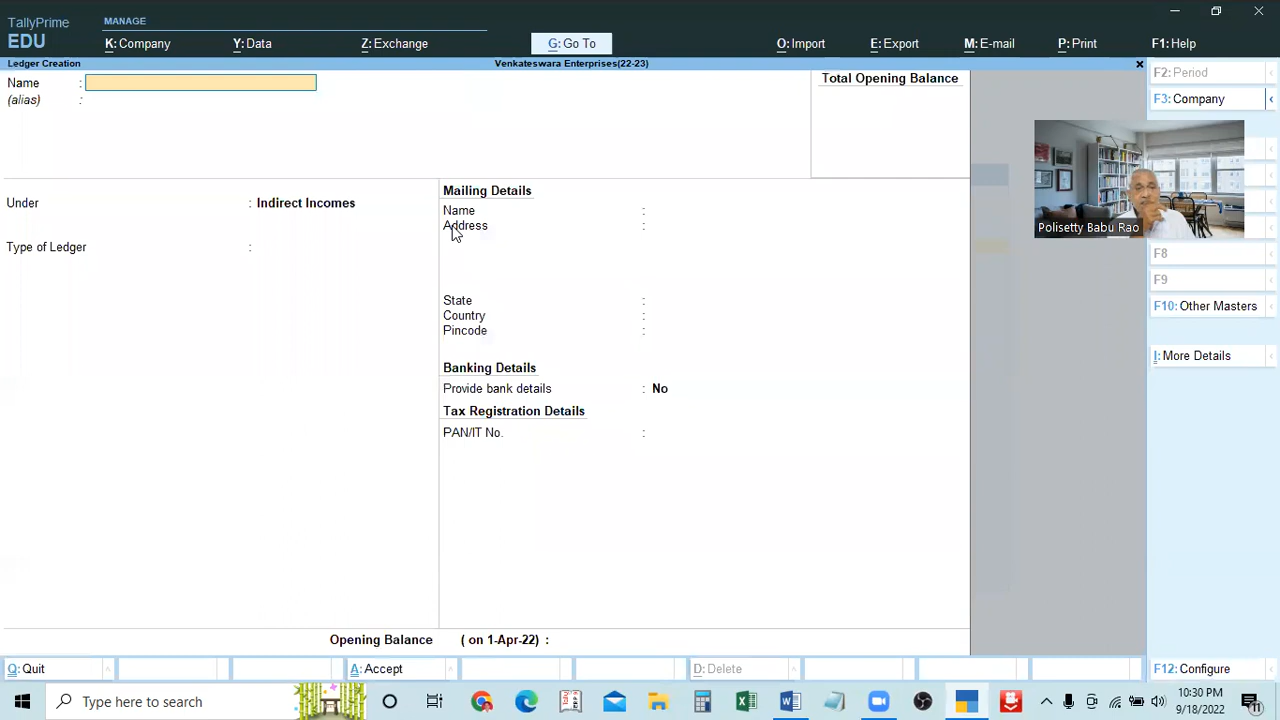 TallyPrime
EDU
MANAGE
K: Company
Y: Data
Z: Exchange
G: Go To
O: Import
E: Export
M: E-mail
P: Print
F1: Help
Ledger Creation
Venkateswara Enterprises(22-23)
Name :
(alias) :
Total Opening Balance
F2: Period
F3: Company
Under : Indirect Incomes
Type of Ledger :
Mailing Details
Name :
Address :
State :
Country :
Pincode :
Banking Details
Provide bank details : No
Tax Registration Details
PAN/IT No. :
Polisetty Babu Rao
F8
F9
F10: Other Masters
I: More Details
Opening Balance ( on 1-Apr-22) :
Q: Quit
A: Accept
D: Delete
F12: Configure
Type here to search
10:30 PM
9/18/2022